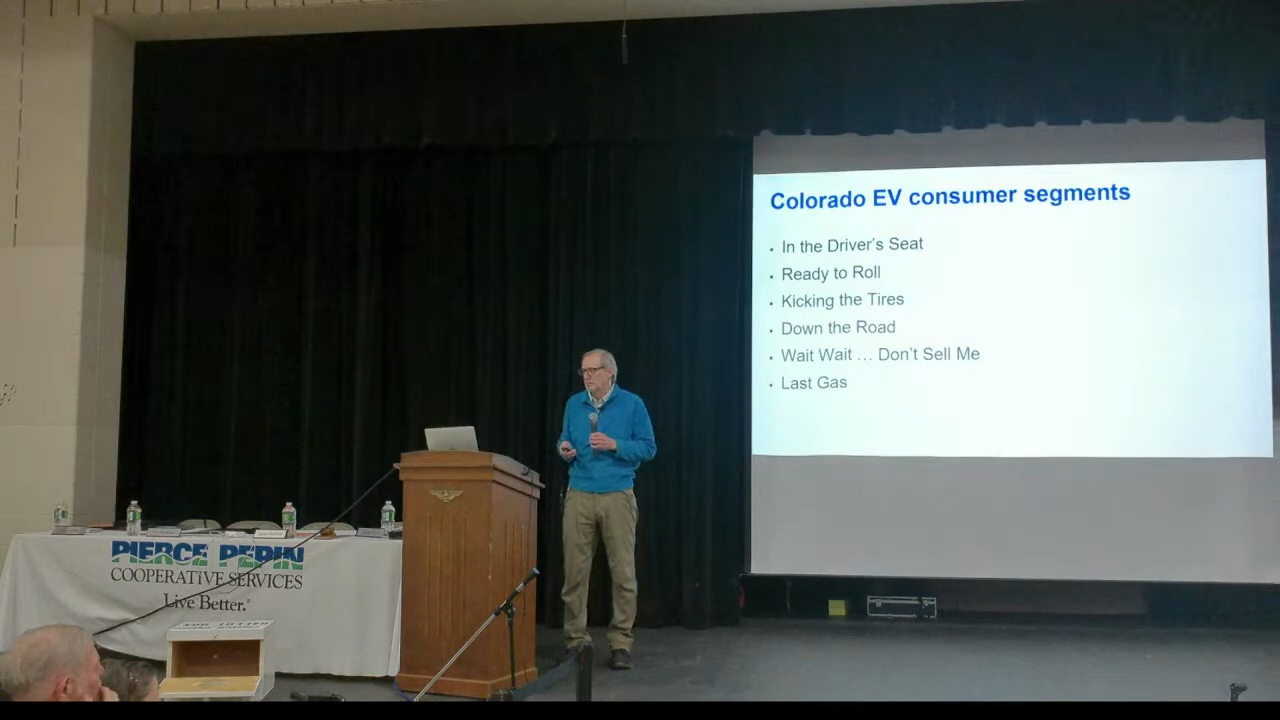 Colorado EV consumer segments
In the Driver's Seat
Ready to Roll
Kicking the Tires
Down the Road
Wait Wait … Don't Sell Me
Last Gas
PIERCE PEPIN
COOPERATIVE SERVICES
Live Better.®